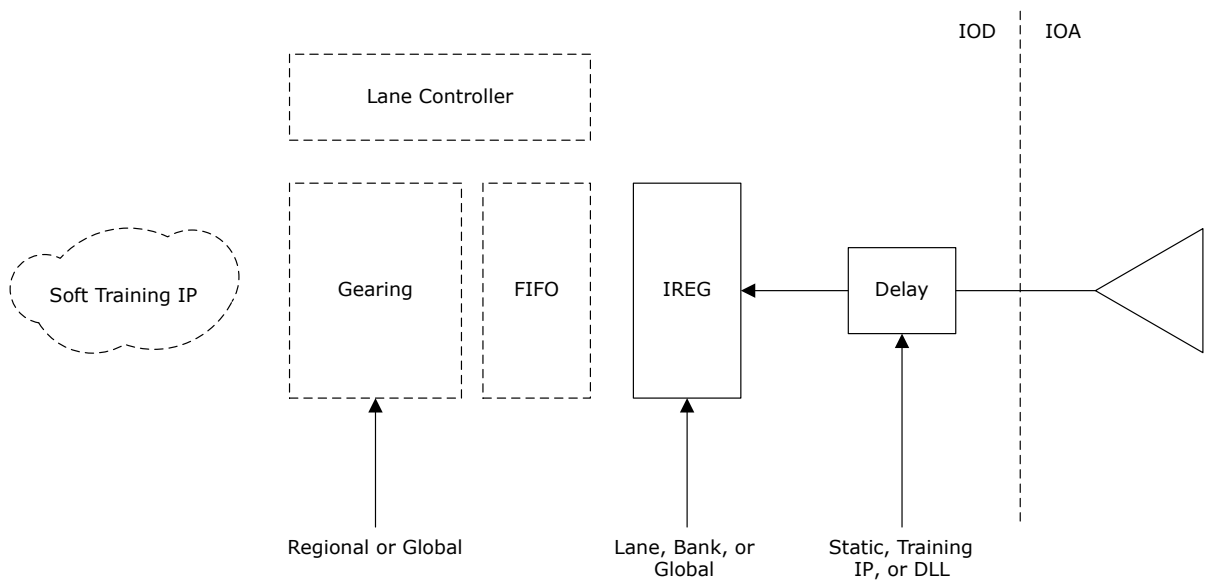 IOD
IOA
Lane Controller
Soft Training IP
Gearing
FIFO
IREG
Delay
Regional or Global
Lane, Bank, or
Global
Static, Training
IP, or DLL